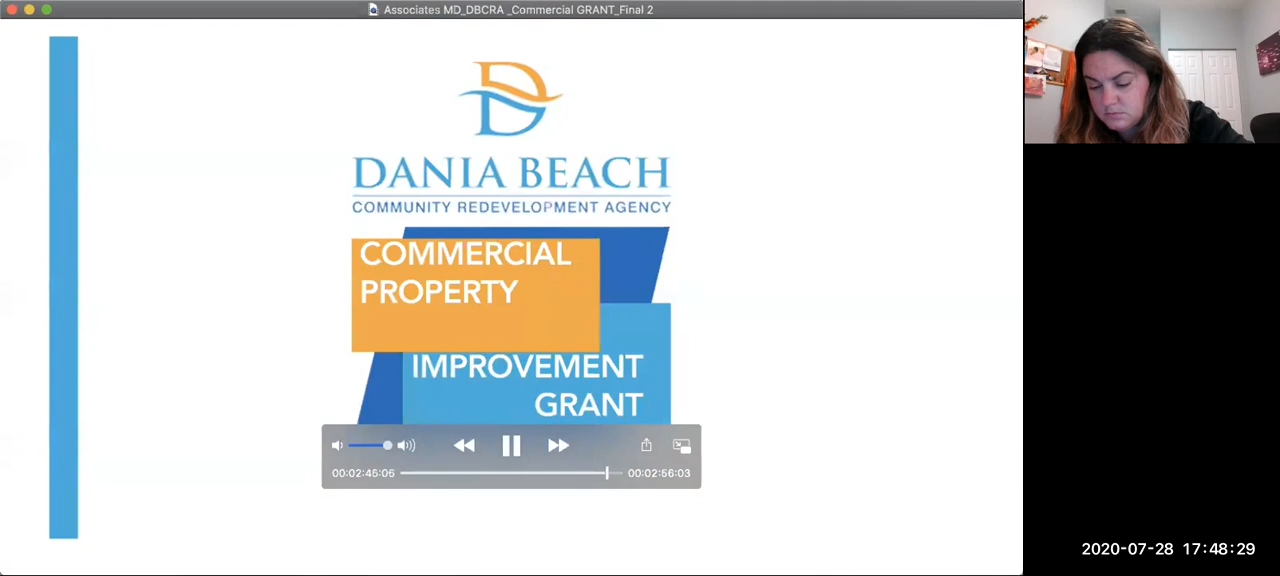 Associates MD_DBCRA _Commercial GRANT_Final 2
DANIA BEACH
COMMUNITY REDEVELOPMENT AGENCY
COMMERCIAL
PROPERTY
IMPROVEMENT
GRANT
00:02:45:06
00:02:56:03
2020-07-28 17:48:29